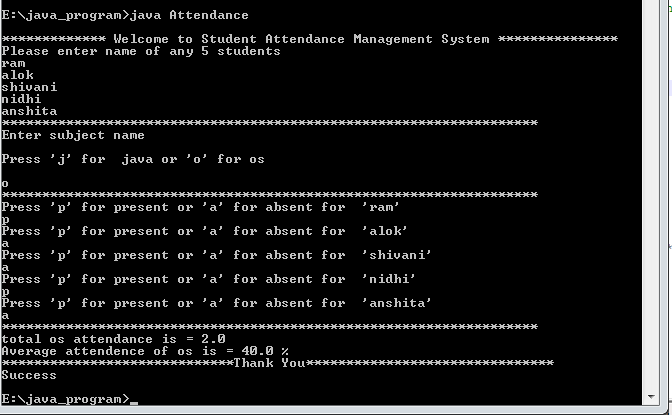 E:\java_program>java Attendance
************* Welcome to Student Attendance Management System ***************
Please enter name of any 5 students
ram
alok
shivani
nidhi
anshita
*******************************************************************
Enter subject name
Press 'j' for  java or 'o' for os
o
*******************************************************************
Press 'p' for present or 'a' for absent for  'ram'
p
Press 'p' for present or 'a' for absent for  'alok'
a
Press 'p' for present or 'a' for absent for  'shivani'
a
Press 'p' for present or 'a' for absent for  'nidhi'
p
Press 'p' for present or 'a' for absent for  'anshita'
a
*******************************************************************
total os attendance is = 2.0
Average attendence of os is = 40.0 %
*****************************Thank You*******************************
Success
E:\java_program>_